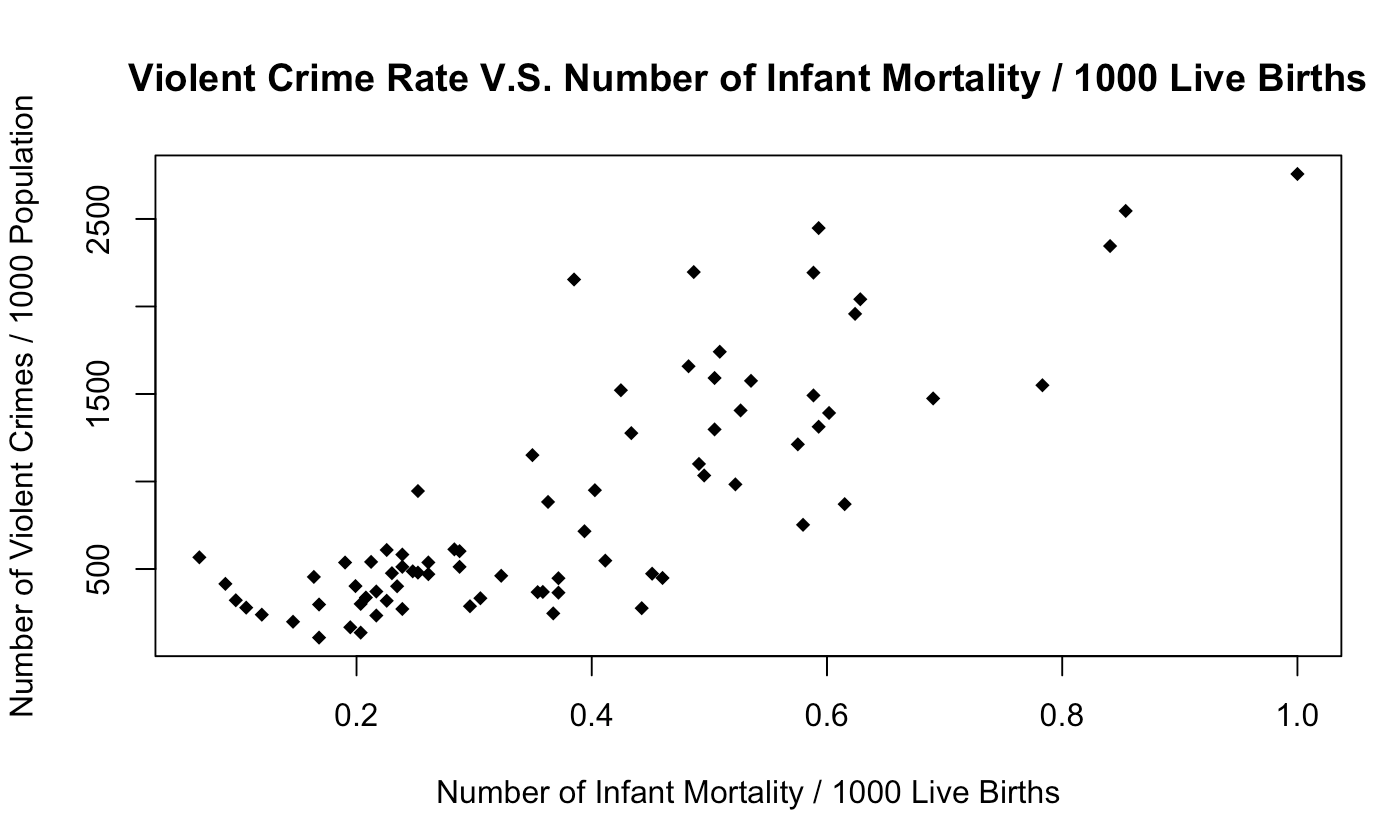 Violent Crime Rate V.S. Number of Infant Mortality / 1000 Live Births
Number of Violent Crimes / 1000 Population
2500
1500
500
0.2 0.4 0.6 0.8 1.0
Number of Infant Mortality / 1000 Live Births